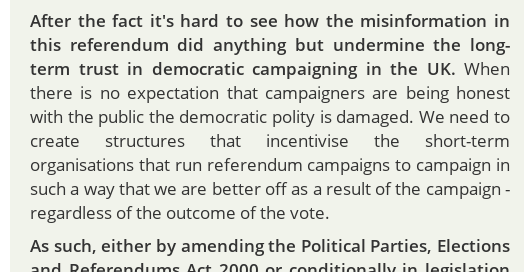 After the fact it's hard to see how the misinformation in
this referendum did anything but undermine the long-
term trust in democratic campaigning in the UK. When
there is no expectation that campaigners are being honest
with the public the democratic polity is damaged. We need to
create structures that incentivise the short-term
organisations that run referendum campaigns to campaign in
such a way that we are better off as a result of the campaign -
regardless of the outcome of the vote.
As such, either by amending the Political Parties, Elections
and Referendums Act 2000 or conditionally in legislation